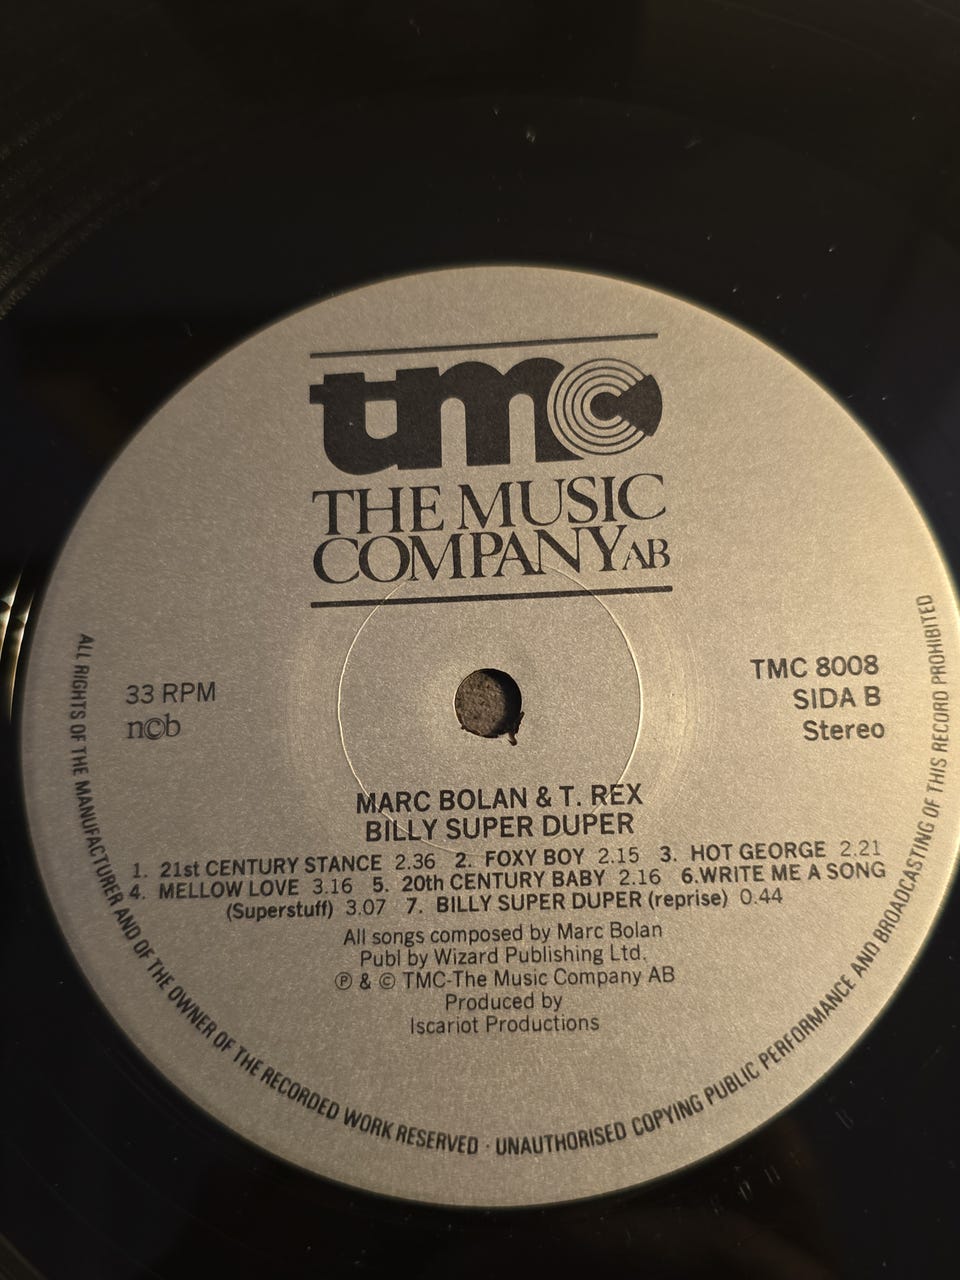 tmc
THE MUSIC
COMPANY AB
33 RPM
n©b
TMC 8008
SIDA B
Stereo
MARC BOLAN & T. REX
BILLY SUPER DUPER
1. 21st CENTURY STANCE 2.36 2. FOXY BOY 2.15 3. HOT GEORGE 2.21
4. MELLOW LOVE 3.16 5. 20th CENTURY BABY 2.16 6.WRITE ME A SONG
(Superstuff) 3.07 7. BILLY SUPER DUPER (reprise) 0.44
All songs composed by Marc Bolan
Publ by Wizard Publishing Ltd.
℗ & © TMC-The Music Company AB
Produced by
Iscariot Productions
ALL RIGHTS OF THE MANUFACTURER AND OF THE OWNER OF THE RECORDED WORK RESERVED · UNAUTHORISED COPYING PUBLIC PERFORMANCE AND BROADCASTING OF THIS RECORD PROHIBITED